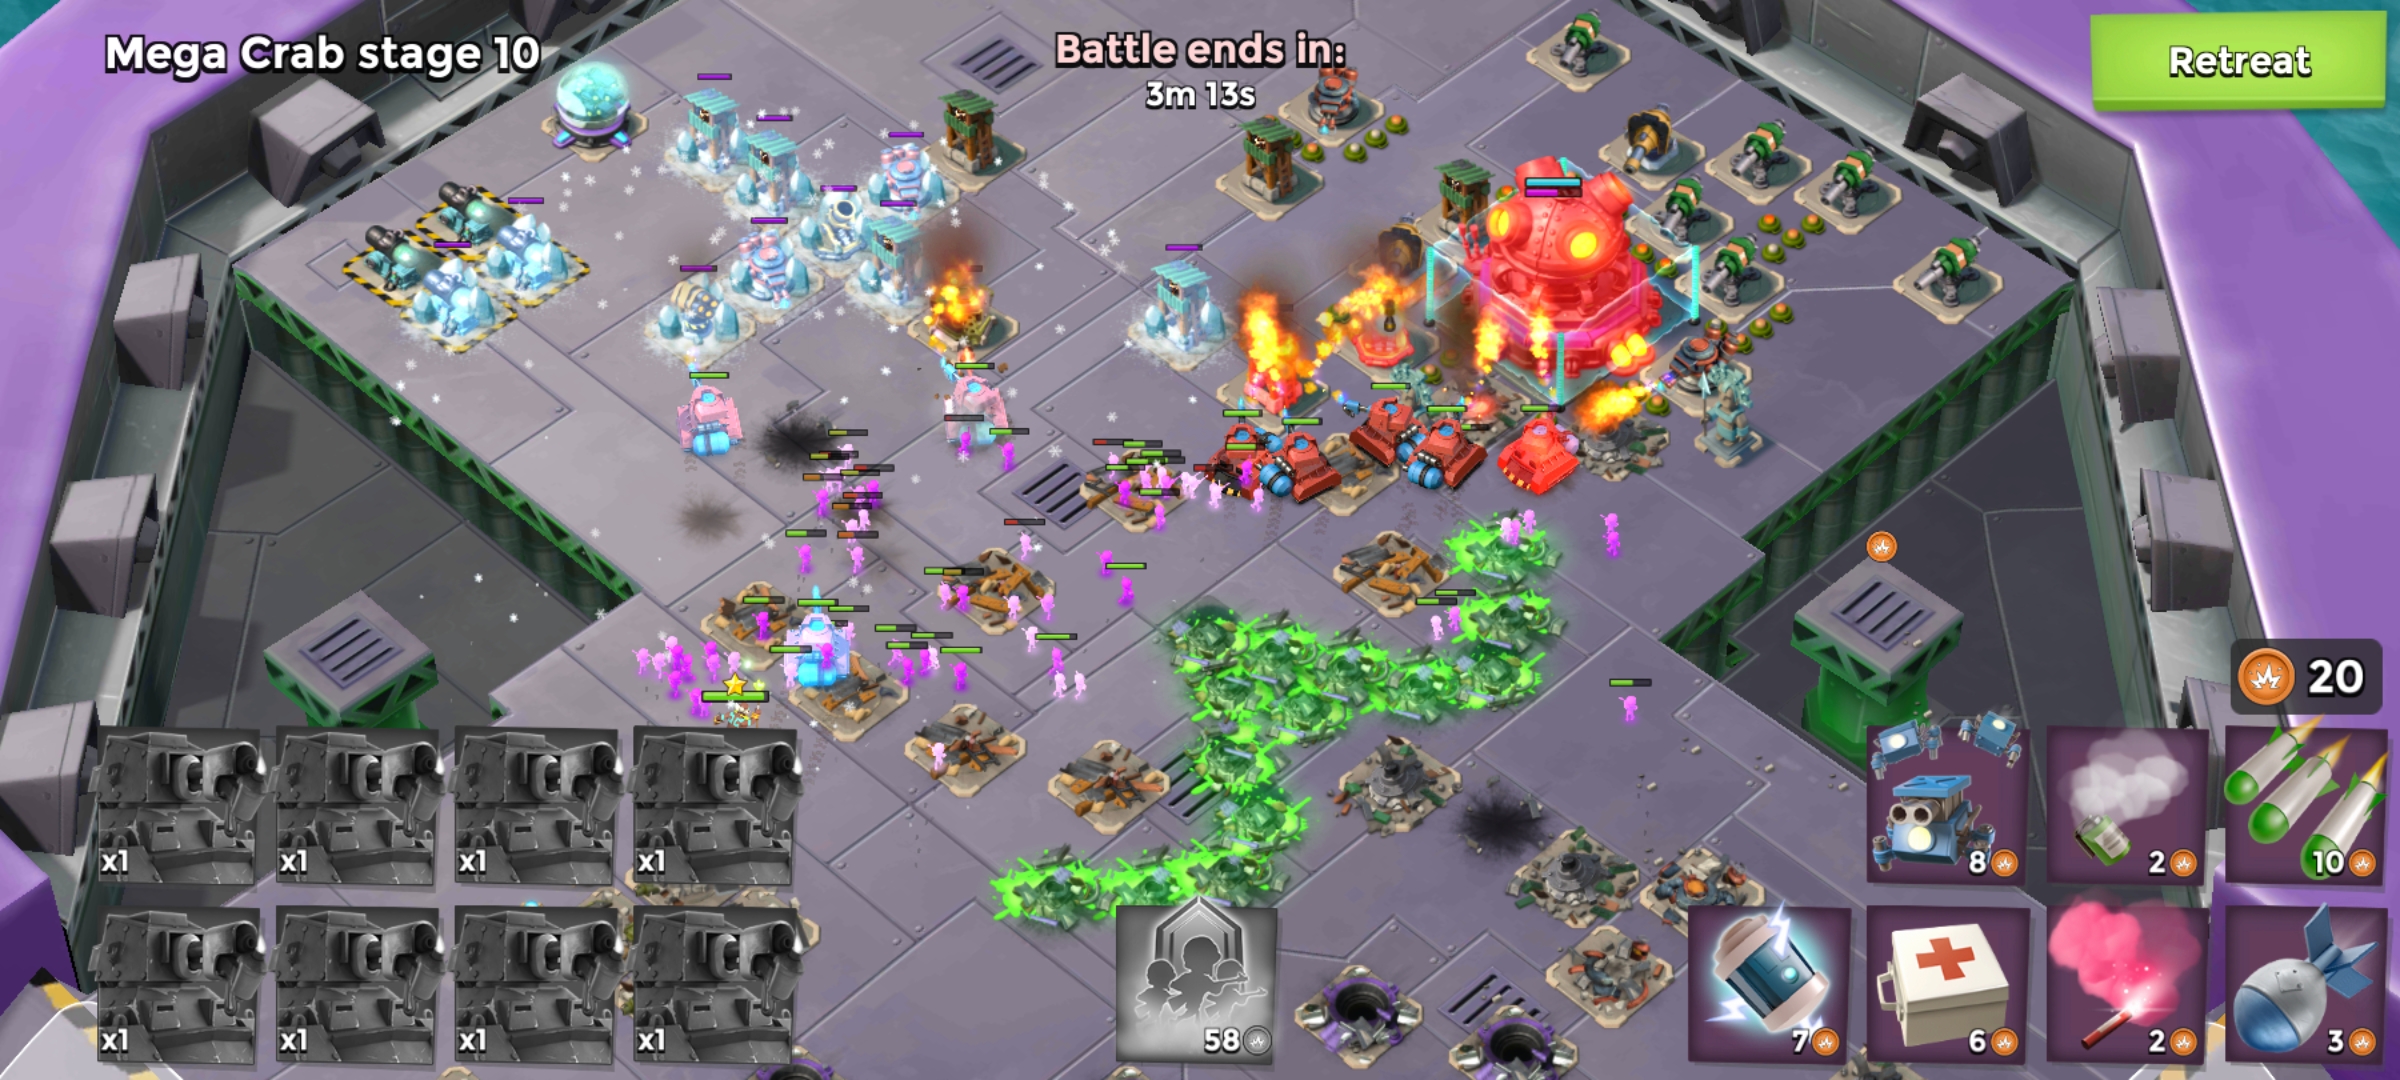 Mega Crab stage 10
Battle ends in:
3m 13s
Retreat
20
x1
x1
x1
x1
8
2
10
x1
x1
x1
x1
58
7
6
2
3